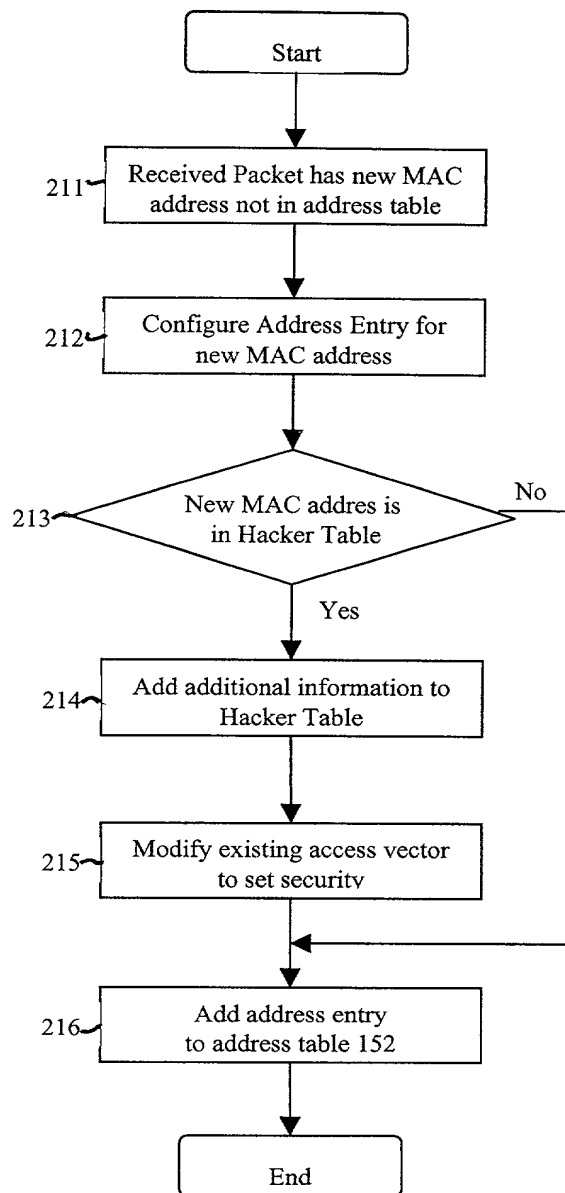 Start
211
Received Packet has new MAC
address not in address table
212
Configure Address Entry for
new MAC address
213
New MAC addres is
in Hacker Table
No
Yes
214
Add additional information to
Hacker Table
215
Modify existing access vector
to set security
216
Add address entry
to address table 152
End